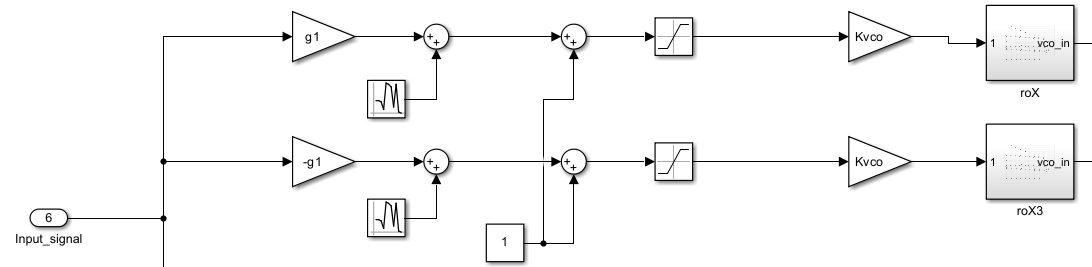 g1
+
+
+
+
Kvco
1
vco_in
roX
-g1
+
+
+
+
Kvco
1
vco_in
roX3
6
Input_signal
1